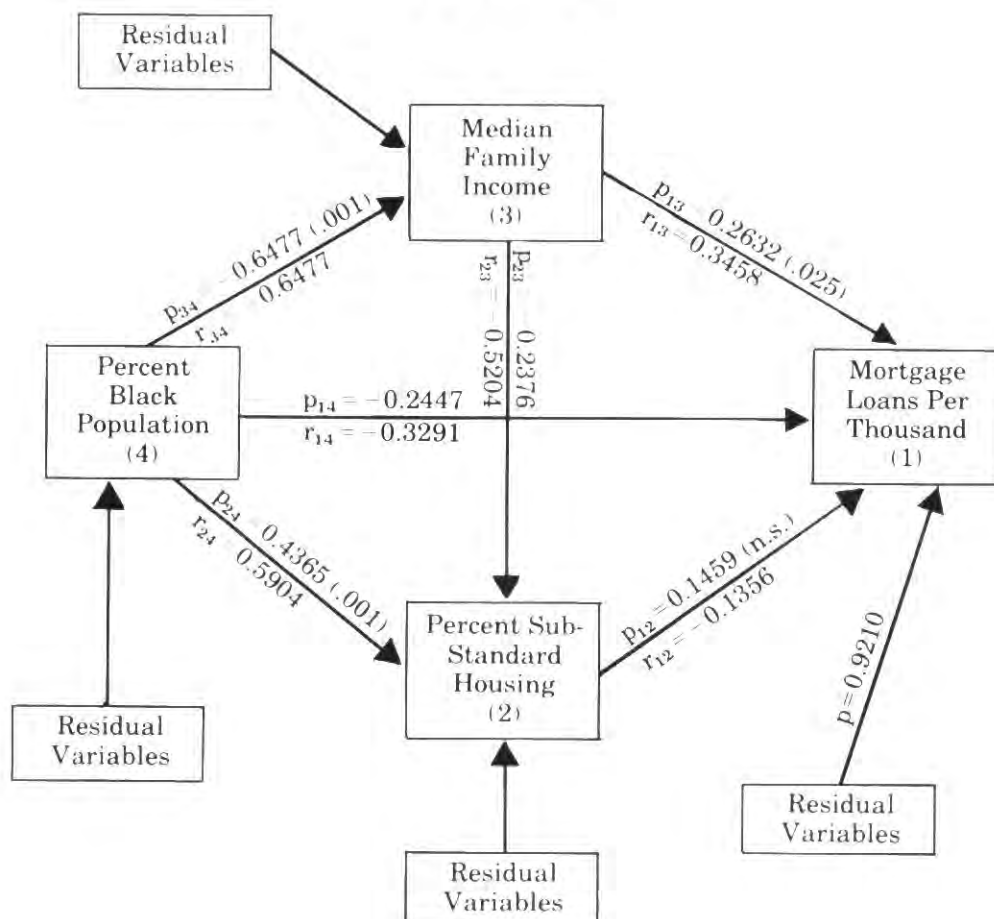 Residual
Variables
Median
Family
Income
(3)
p₃₄ = −0.6477 (.001)
r₃₄ 0.6477
p₁₃ = 0.2632 (.025)
r₁₃ = 0.3458
p₂₃ −0.2376
r₂₃ = −0.5204
Percent
Black
Population
(4)
p₁₄ = −0.2447
r₁₄ = −0.3291
Mortgage
Loans Per
Thousand
(1)
p₂₄ = 0.4365 (.001)
r₂₄ = 0.5904
Percent Sub-
Standard
Housing
(2)
p₁₂ = 0.1459 (n.s.)
r₁₂ = −0.1356
p=0.9210
Residual
Variables
Residual
Variables
Residual
Variables